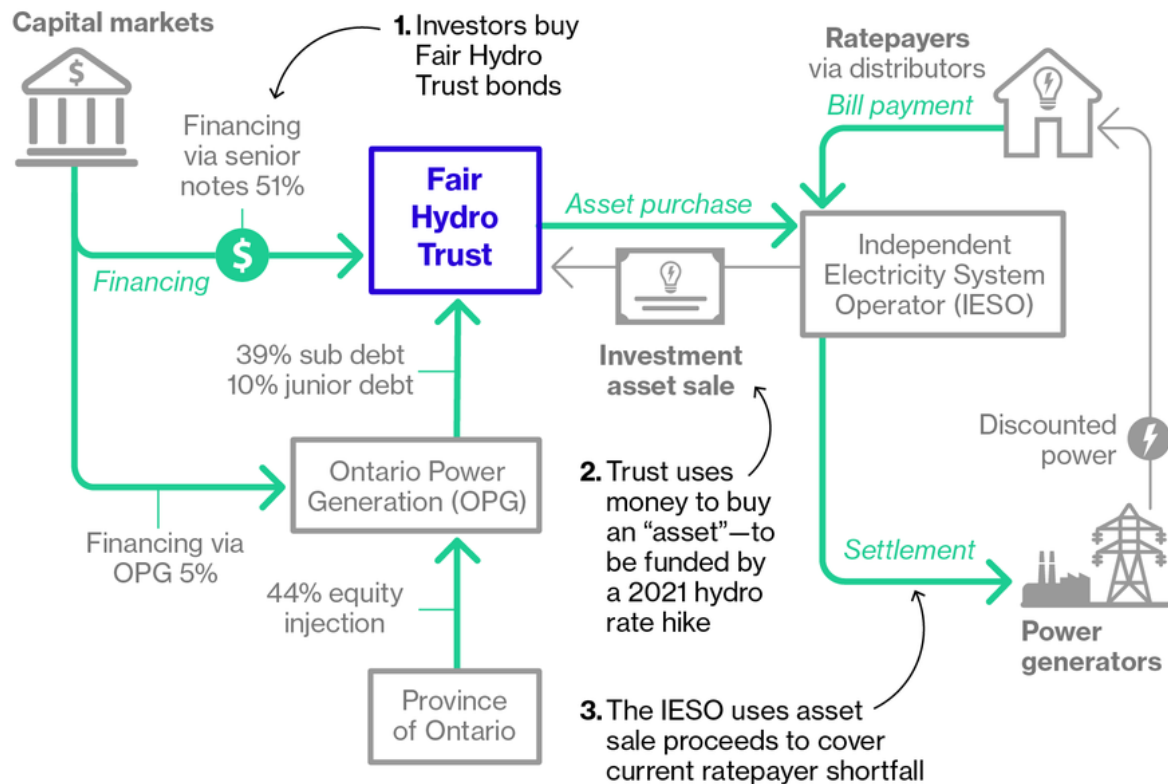 Capital markets
1. Investors buy
Fair Hydro
Trust bonds
Ratepayers
via distributors
Bill payment
Financing
via senior
notes 51%
$
$
Financing
Fair
Hydro
Trust
Asset purchase
Independent
Electricity System
Operator (IESO)
Investment
asset sale
39% sub debt
10% junior debt
Discounted
power
Ontario Power
Generation (OPG)
2. Trust uses
money to buy
an “asset”—to
be funded by
a 2021 hydro
rate hike
Financing via
OPG 5%
44% equity
injection
Settlement
Power
generators
Province
of Ontario
3. The IESO uses asset
sale proceeds to cover
current ratepayer shortfall